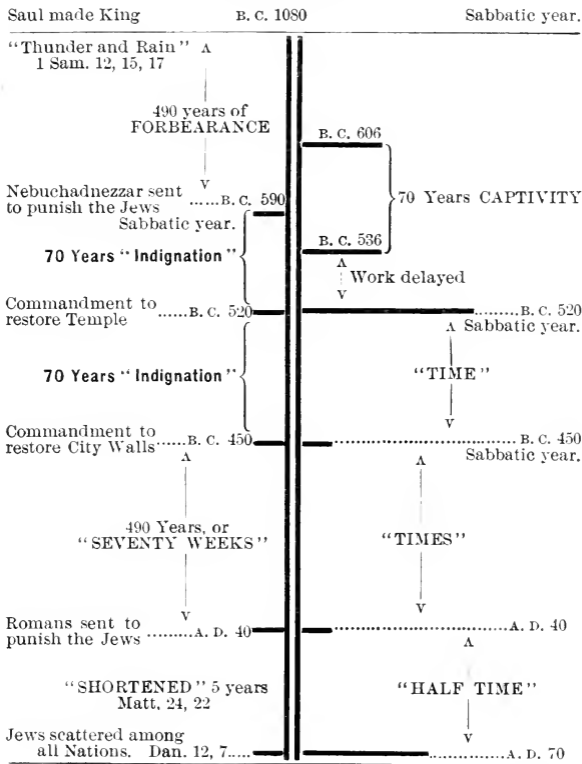 Saul made King B. C. 1080 Sabbatic year.
"Thunder and Rain"
1 Sam. 12, 15, 17
490 years of
FORBEARANCE
B. C. 606
Nebuchadnezzar sent
to punish the Jews ......B. C. 590
Sabbatic year.
70 Years CAPTIVITY
B. C. 536
70 Years "Indignation"
Work delayed
Commandment to
restore Temple ......B. C. 520 ........B. C. 520
Sabbatic year.
"TIME"
70 Years "Indignation"
Commandment to
restore City Walls......B. C. 450 B. C. 450
Sabbatic year.
490 Years, or
"SEVENTY WEEKS" "TIMES"
Romans sent to
punish the Jews .........A. D. 40 A. D. 40
"SHORTENED" 5 years
Matt. 24, 22
"HALF TIME"
Jews scattered among
all Nations. Dan. 12, 7..... A. D. 70